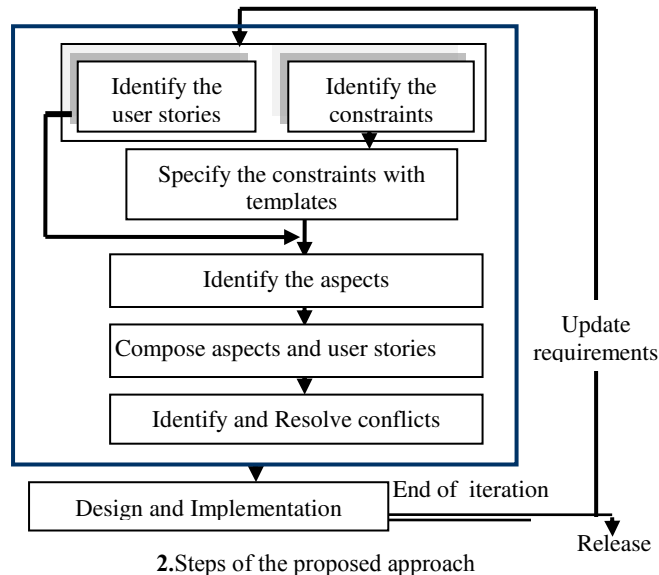 Identify the
user stories
Identify the
constraints
Specify the constraints with
templates
Identify the aspects
Compose aspects and user stories
Identify and Resolve conflicts
Update
requirements
Design and Implementation
End of iteration
Release
2.Steps of the proposed approach